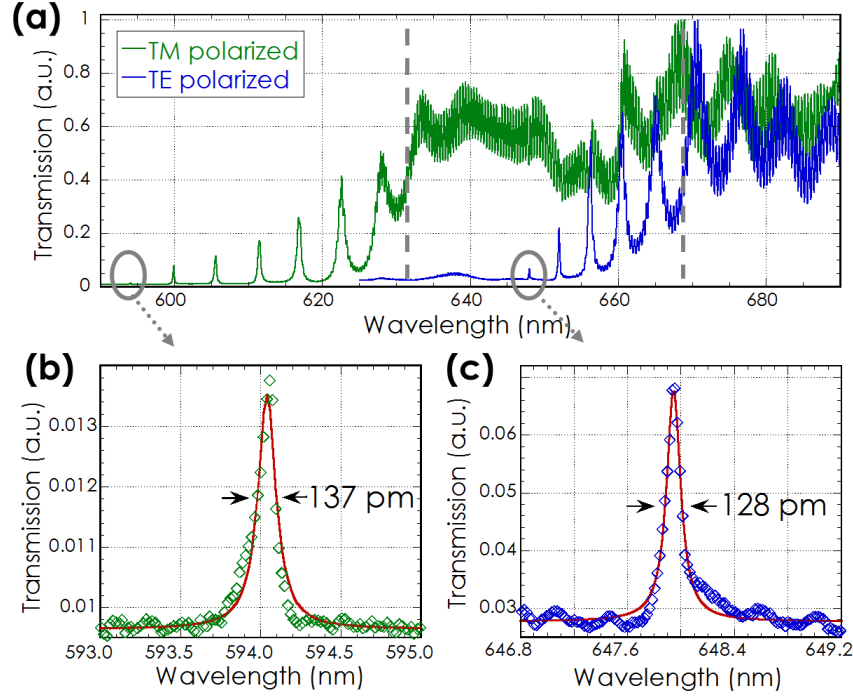 (a)
TM polarized
TE polarized
Transmission (a.u.)
1
0.8
0.6
0.4
0.2
0
600
620
640
660
680
Wavelength (nm)
(b)
Transmission (a.u.)
0.013
0.012
0.011
0.01
137 pm
593.0
593.5
594.0
594.5
595.0
Wavelength (nm)
(c)
Transmission (a.u.)
0.06
0.05
0.04
0.03
128 pm
646.8
647.6
648.4
649.2
Wavelength (nm)